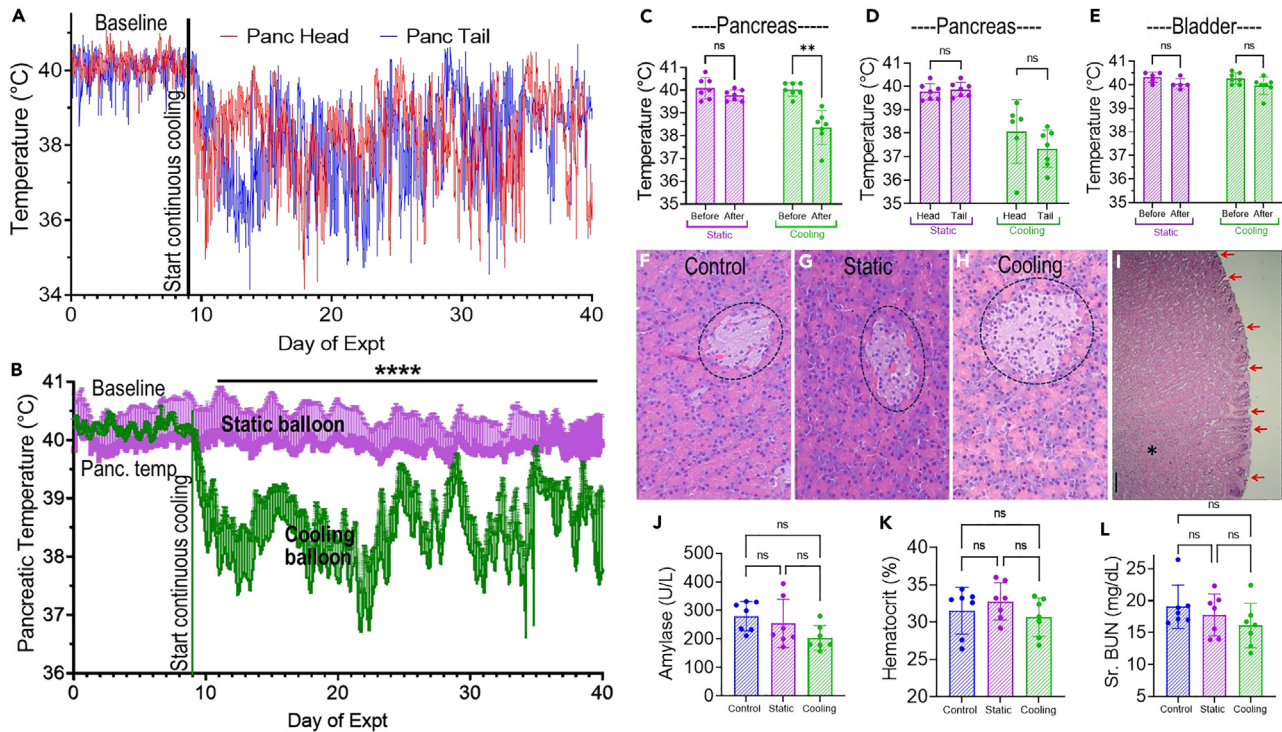 A
Baseline
Panc Head
Panc Tail
Temperature (°C)
40
38
36
34
Start continuous cooling
0
10
20
30
40
Day of Expt
B
Baseline
****
Static balloon
Panc. temp
Cooling
balloon
Start continuous cooling
Pancreatic Temperature (°C)
41
40
39
38
37
36
0
10
20
30
40
Day of Expt
C
----Pancreas----
ns
**
Temperature (°C)
42
41
40
39
38
37
36
35
Before After Before After
Static Cooling
D
----Pancreas----
ns
ns
Temperature (°C)
42
41
40
39
38
37
36
35
Head Tail Head Tail
Static Cooling
E
----Bladder----
ns
ns
Temperature (°C)
42
41
40
39
38
37
36
35
Before After Before After
Static Cooling
F
Control
G
Static
H
Cooling
I
*
J
ns
ns
ns
Amylase (U/L)
500
400
300
200
100
0
Control Static Cooling
K
ns
ns
ns
Hematocrit (%)
40
35
30
25
20
Control Static Cooling
L
ns
ns
ns
Sr. BUN (mg/dL)
25
20
15
10
5
Control Static Cooling